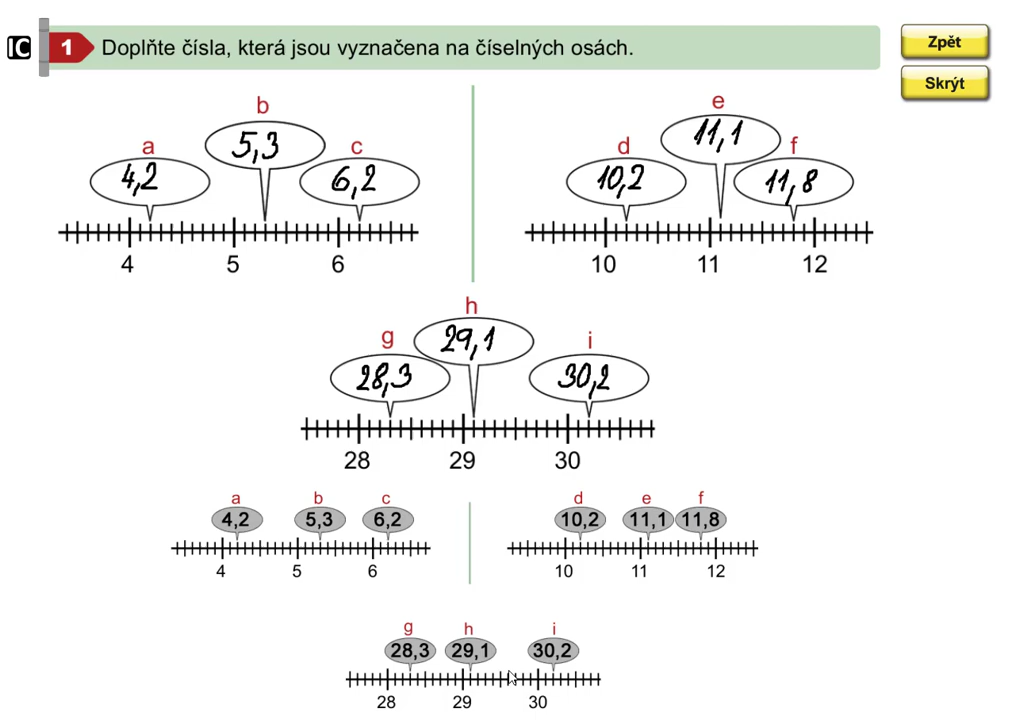 IC 1 Doplňte čísla, která jsou vyznačena na číselných osách.
Zpět
Skrýt
a b c
4,2 5,3 6,2
4 5 6
d e f
10,2 11,1 11,8
10 11 12
g h i
28,3 29,1 30,2
28 29 30
a b c
4,2 5,3 6,2
4 5 6
d e f
10,2 11,1 11,8
10 11 12
g h i
28,3 29,1 30,2
28 29 30